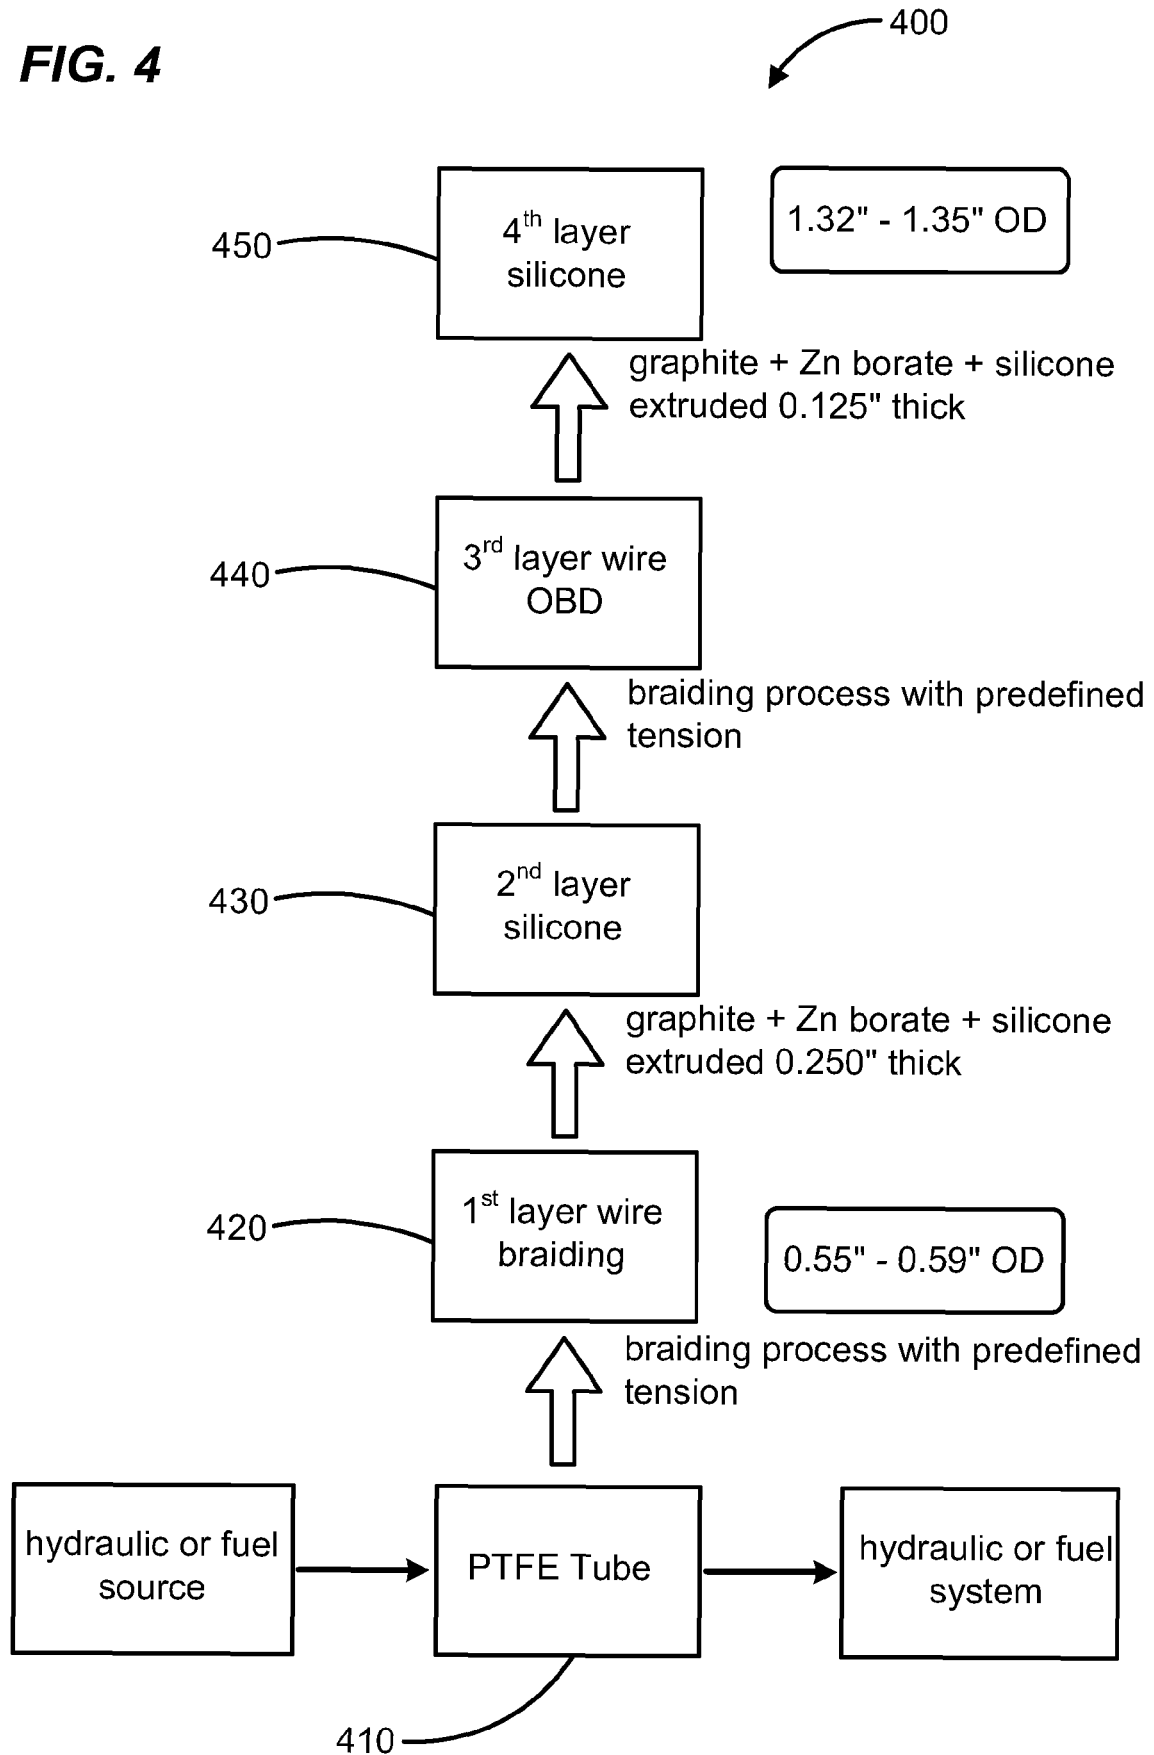 400
FIG. 4
4th layer
silicone
1.32" - 1.35" OD
450
graphite + Zn borate + silicone
extruded 0.125" thick
3rd layer wire
OBD
440
braiding process with predefined
tension
2nd layer
silicone
430
graphite + Zn borate + silicone
extruded 0.250" thick
1st layer wire
braiding
420
0.55" - 0.59" OD
braiding process with predefined
tension
hydraulic or fuel
source
PTFE Tube
hydraulic or fuel
system
410